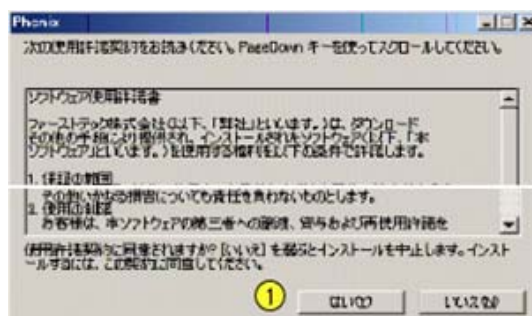 Phonix
次の使用許諾契約をお読みください。PageDown キーを使ってスクロールしてください。
ソフトウェア使用許諾書
ファーストテック株式会社（以下、「弊社」といいます。）は、ダウンロード
その他の手段により提供され、インストールされたソフトウェア（以下、「本
ソフトウェア」といいます。）を使用する権利を以下の条件で許諾します。
1. 保証の範囲
そのいかなる損害についても責任を負わないものとします。
2. 使用の制限
お客様は、本ソフトウェアの第三者への譲渡、貸与および再使用許諾を
使用許諾契約に同意されますか? [いいえ] を選ぶとインストールを中止します。インスト
ールするには、この契約に同意してください。
1
はい(Y)
いいえ(N)